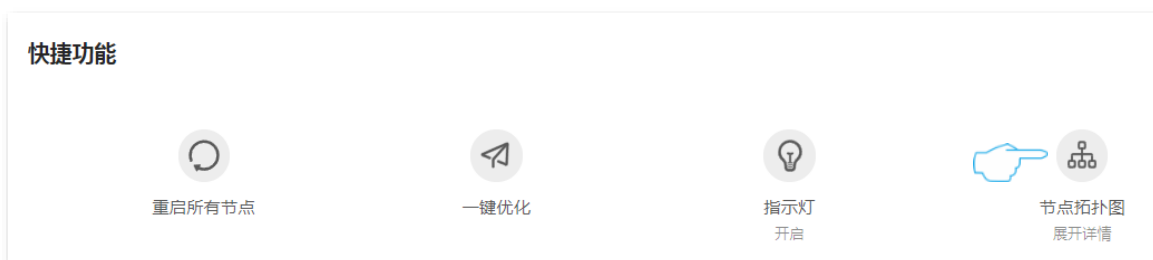 快捷功能
重启所有节点
一键优化
指示灯
开启
节点拓扑图
展开详情